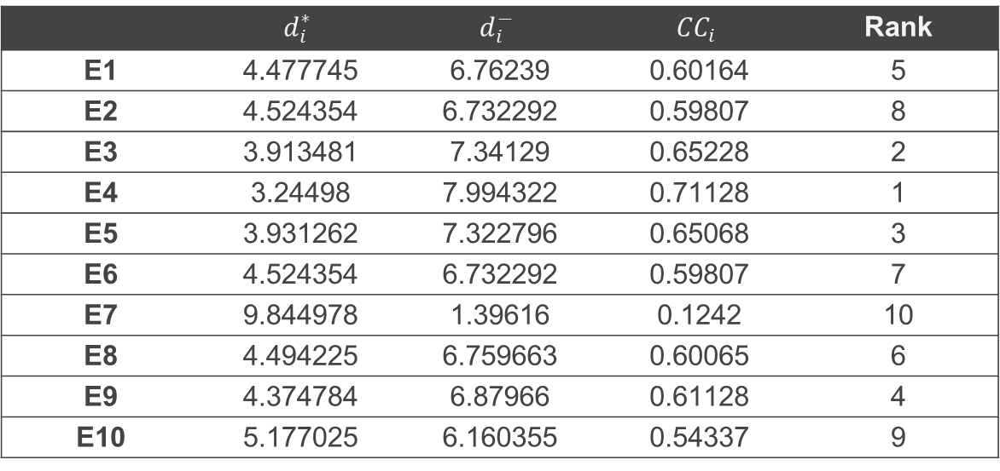 d_i^* d_i^- CC_i Rank
E1 4.477745 6.76239 0.60164 5
E2 4.524354 6.732292 0.59807 8
E3 3.913481 7.34129 0.65228 2
E4 3.24498 7.994322 0.71128 1
E5 3.931262 7.322796 0.65068 3
E6 4.524354 6.732292 0.59807 7
E7 9.844978 1.39616 0.1242 10
E8 4.494225 6.759663 0.60065 6
E9 4.374784 6.87966 0.61128 4
E10 5.177025 6.160355 0.54337 9